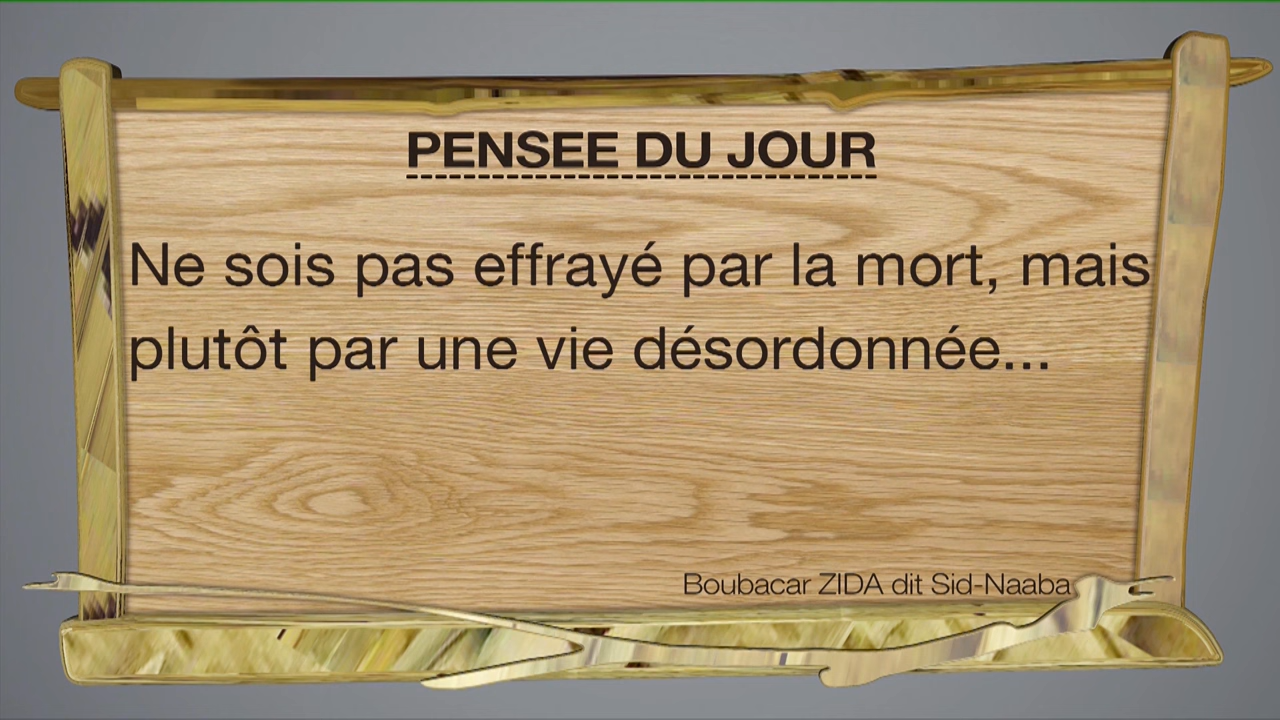 PENSEE DU JOUR
Ne sois pas effrayé par la mort, mais
plutôt par une vie désordonnée...
Boubacar ZIDA dit Sid-Naaba